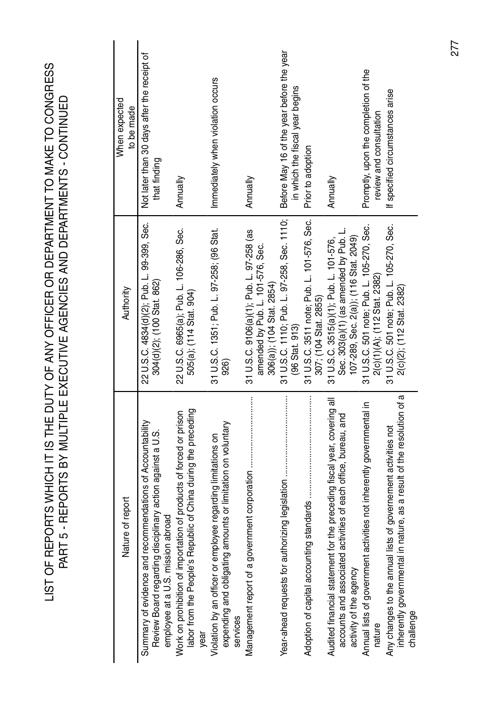 LIST OF REPORTS WHICH IT IS THE DUTY OF ANY OFFICER OR DEPARTMENT TO MAKE TO CONGRESS
PART 5 - REPORTS BY MULTIPLE EXECUTIVE AGENCIES AND DEPARTMENTS - CONTINUED
Nature of report
Authority
When expected
to be made
Summary of evidence and recommendations of Accountability
Review Board regarding disciplinary action against a U.S.
employee at a U.S. mission abroad
22 U.S.C. 4834(d)(2); Pub. L. 99-399, Sec.
304(d)(2); (100 Stat. 862)
Not later than 30 days after the receipt of
that finding
Work on prohibition of importation of products of forced or prison
labor from the People's Republic of China during the preceding
year
22 U.S.C. 6965(a); Pub. L. 106-286, Sec.
505(a); (114 Stat. 904)
Annually
Violation by an officer or employee regarding limitations on
expending and obligating amounts or limitation on voluntary
services
31 U.S.C. 1351; Pub. L. 97-258; (96 Stat.
926)
Immediately when violation occurs
Management report of a government corporation
31 U.S.C. 9106(a)(1); Pub. L. 97-258 (as
amended by Pub. L. 101-576, Sec.
306(a)); (104 Stat. 2854)
Annually
Year-ahead requests for authorizing legislation
31 U.S.C. 1110; Pub. L. 97-258, Sec. 1110;
(96 Stat. 913)
Before May 16 of the year before the year
in which the fiscal year begins
Adoption of capital accounting standards
31 U.S.C. 3511 note; Pub. L. 101-576, Sec.
307; (104 Stat. 2855)
Prior to adoption
Audited financial statement for the preceding fiscal year, covering all
accounts and associated activities of each office, bureau, and
activity of the agency
31 U.S.C. 3515(a)(1); Pub. L. 101-576,
Sec. 303(a)(1) (as amended by Pub. L.
107-289, Sec. 2(a)); (116 Stat. 2049)
Annually
Annual lists of government activities not inherently governmental in
nature
31 U.S.C. 501 note; Pub. L. 105-270, Sec.
2(c)(1)(A); (112 Stat. 2382)
Promptly, upon the completion of the
review and consultation
Any changes to the annual lists of governement activities not
inherently governmental in nature, as a result of the resolution of a
challenge
31 U.S.C. 501 note; Pub. L. 105-270, Sec.
2(c)(2); (112 Stat. 2382)
If specified circumstances arise
277